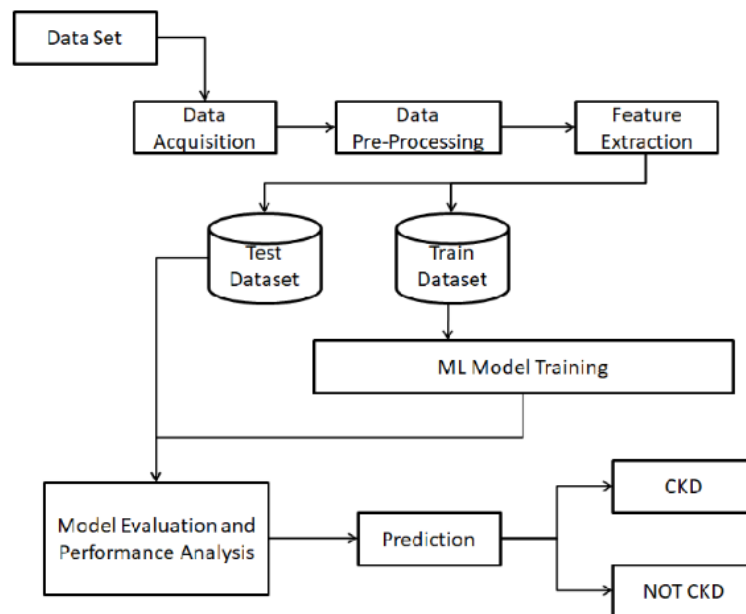 Data Set
Data
Acquisition
Data
Pre-Processing
Feature
Extraction
Test
Dataset
Train
Dataset
ML Model Training
Model Evaluation and
Performance Analysis
Prediction
CKD
NOT CKD